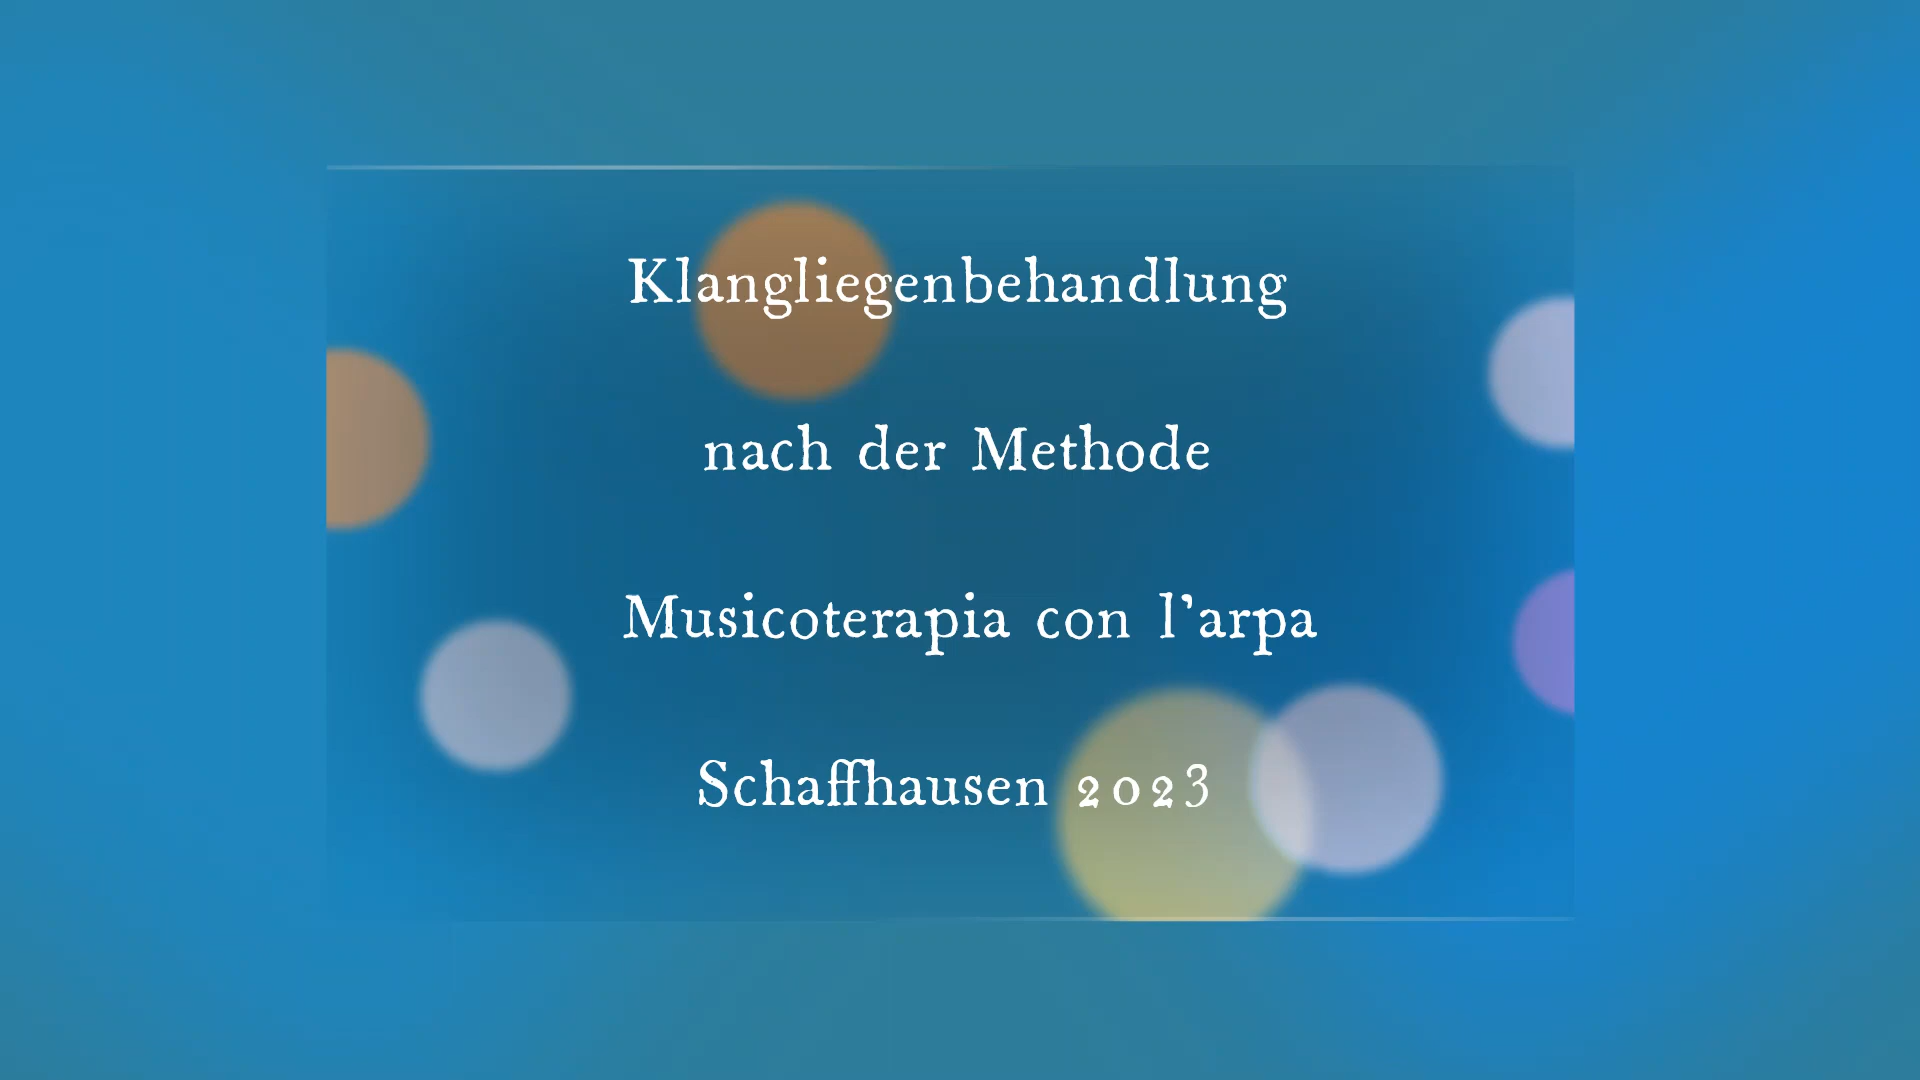 Klangliegenbehandlung
nach der Methode
Musicoterapia con l’arpa
Schaffhausen 2023